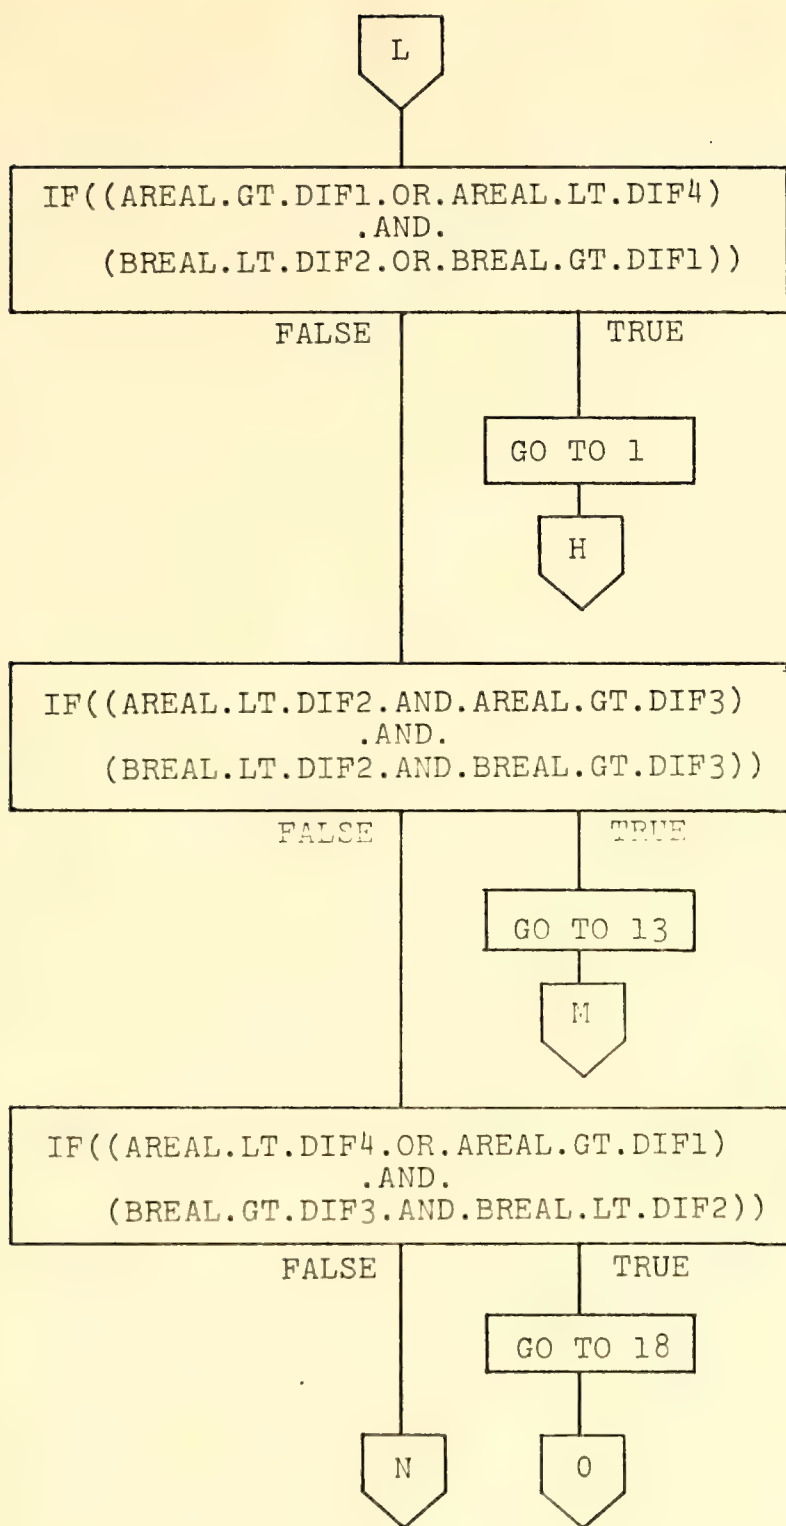 L
IF((AREAL.GT.DIF1.OR.AREAL.LT.DIF4)
.AND.
(BREAL.LT.DIF2.OR.BREAL.GT.DIF1))
FALSE TRUE
GO TO 1
H
IF((AREAL.LT.DIF2.AND.AREAL.GT.DIF3)
.AND.
(BREAL.LT.DIF2.AND.BREAL.GT.DIF3))
FALSE TRUE
GO TO 13
M
IF((AREAL.LT.DIF4.OR.AREAL.GT.DIF1)
.AND.
(BREAL.GT.DIF3.AND.BREAL.LT.DIF2))
FALSE TRUE
GO TO 18
N O